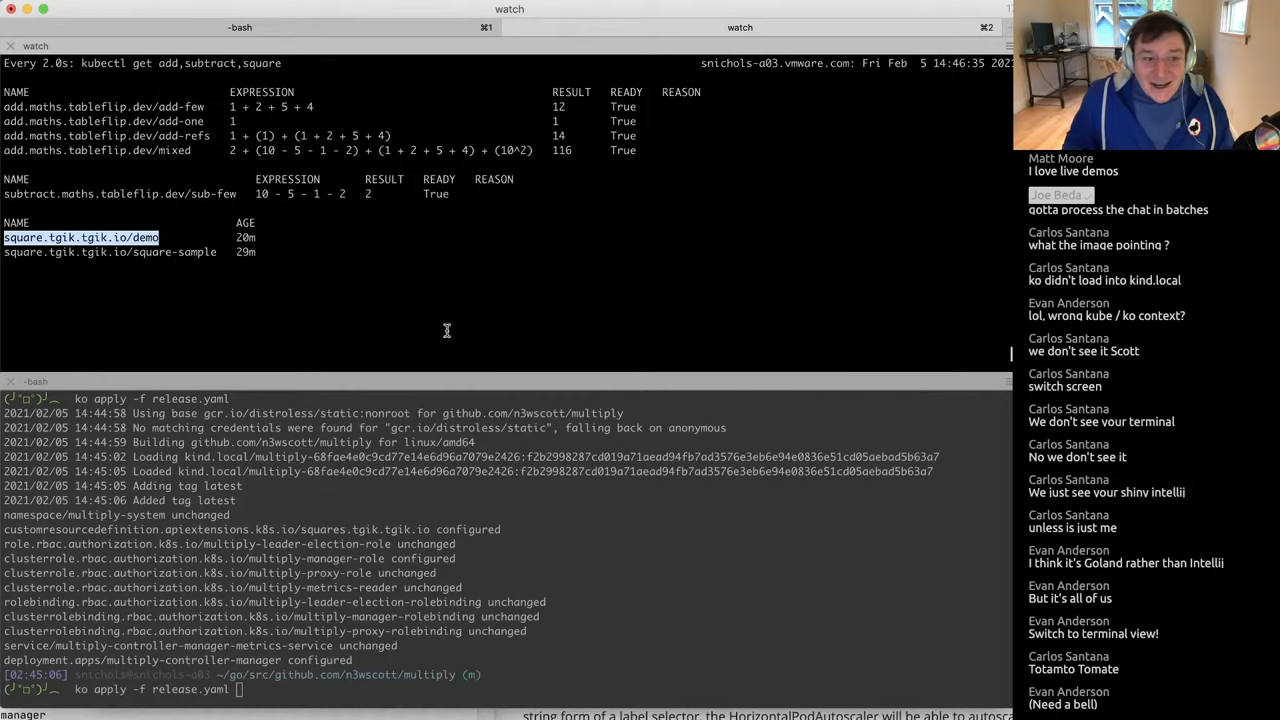 watch
-bash
⌘1
watch
⌘2
watch
Every 2.0s: kubectl get add,subtract,square
snichols-a03.vmware.com: Fri Feb 5 14:46:35 202
NAME EXPRESSION RESULT READY REASON
add.maths.tableflip.dev/add-few 1 + 2 + 5 + 4 12 True
add.maths.tableflip.dev/add-one 1 1 True
add.maths.tableflip.dev/add-refs 1 + (1) + (1 + 2 + 5 + 4) 14 True
add.maths.tableflip.dev/mixed 2 + (10 - 5 - 1 - 2) + (1 + 2 + 5 + 4) + (10^2) 116 True
NAME EXPRESSION RESULT READY REASON
subtract.maths.tableflip.dev/sub-few 10 - 5 - 1 - 2 2 True
NAME AGE
square.tgik.tgik.io/demo 20m
square.tgik.tgik.io/square-sample 29m
-bash
(╯°□°)╯︵ ko apply -f release.yaml
2021/02/05 14:44:58 Using base gcr.io/distroless/static:nonroot for github.com/n3wscott/multiply
2021/02/05 14:44:58 No matching credentials were found for "gcr.io/distroless/static", falling back on anonymous
2021/02/05 14:44:59 Building github.com/n3wscott/multiply for linux/amd64
2021/02/05 14:45:02 Loading kind.local/multiply-68fae4e0c9cd77e14e6d96a7079e2426:f2b2998287cd019a71aead94fb7ad3576e3eb6e94e0836e51cd05aebad5b63a7
2021/02/05 14:45:05 Loaded kind.local/multiply-68fae4e0c9cd77e14e6d96a7079e2426:f2b2998287cd019a71aead94fb7ad3576e3eb6e94e0836e51cd05aebad5b63a7
2021/02/05 14:45:05 Adding tag latest
2021/02/05 14:45:06 Added tag latest
namespace/multiply-system unchanged
customresourcedefinition.apiextensions.k8s.io/squares.tgik.tgik.io configured
role.rbac.authorization.k8s.io/multiply-leader-election-role unchanged
clusterrole.rbac.authorization.k8s.io/multiply-manager-role configured
clusterrole.rbac.authorization.k8s.io/multiply-proxy-role unchanged
clusterrole.rbac.authorization.k8s.io/multiply-metrics-reader unchanged
rolebinding.rbac.authorization.k8s.io/multiply-leader-election-rolebinding unchanged
clusterrolebinding.rbac.authorization.k8s.io/multiply-manager-rolebinding unchanged
clusterrolebinding.rbac.authorization.k8s.io/multiply-proxy-rolebinding unchanged
service/multiply-controller-manager-metrics-service unchanged
deployment.apps/multiply-controller-manager configured
[02:45:06] snichols@snichols-a03 ~/go/src/github.com/n3wscott/multiply (m)
(╯°□°)╯︵ ko apply -f release.yaml
manager
string form of a label selector, the HorizontalPodAutoscaler will be able to autosca
Matt Moore
I love live demos
Joe Beda ✓
gotta process the chat in batches
Carlos Santana
what the image pointing ?
Carlos Santana
ko didn't load into kind.local
Evan Anderson
lol, wrong kube / ko context?
Carlos Santana
we don't see it Scott
Carlos Santana
switch screen
Carlos Santana
We don't see your terminal
Carlos Santana
No we don't see it
Carlos Santana
We just see your shiny intellij
Carlos Santana
unless is just me
Evan Anderson
I think it's Goland rather than Intellij
Evan Anderson
But it's all of us
Evan Anderson
Switch to terminal view!
Carlos Santana
Totamto Tomate
Evan Anderson
(Need a bell)